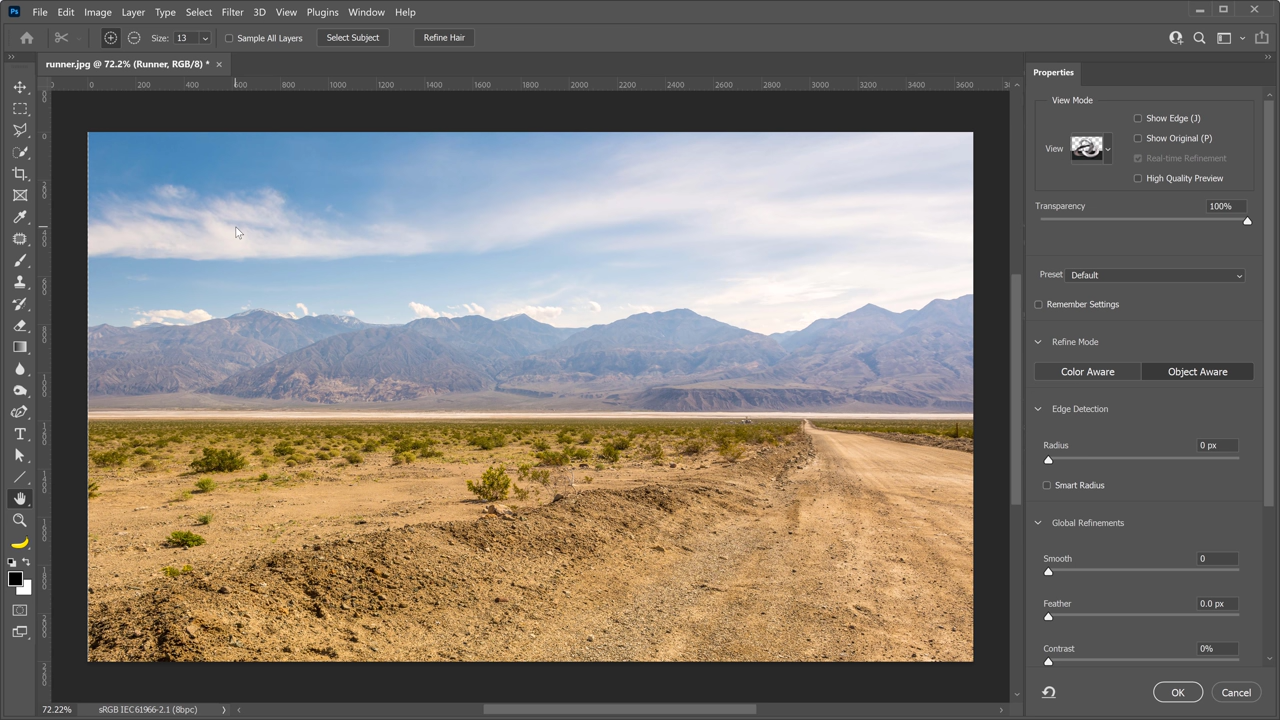 Ps File Edit Image Layer Type Select Filter 3D View Plugins Window Help
Size: 13 Sample All Layers Select Subject Refine Hair
runner.jpg @ 72.2% (Runner, RGB/8) * ×
0 200 400 600 800 1000 1200 1400 1600 1800 2000 2200 2400 2600 2800 3000 3200 3400 3600
Properties
View Mode
Show Edge (J)
Show Original (P)
View
Real-time Refinement
High Quality Preview
Transparency 100%
Preset Default
Remember Settings
Refine Mode
Color Aware Object Aware
Edge Detection
Radius 0 px
Smart Radius
Global Refinements
Smooth 0
Feather 0.0 px
Contrast 0%
OK Cancel
72.22% sRGB IEC61966-2.1 (8bpc)